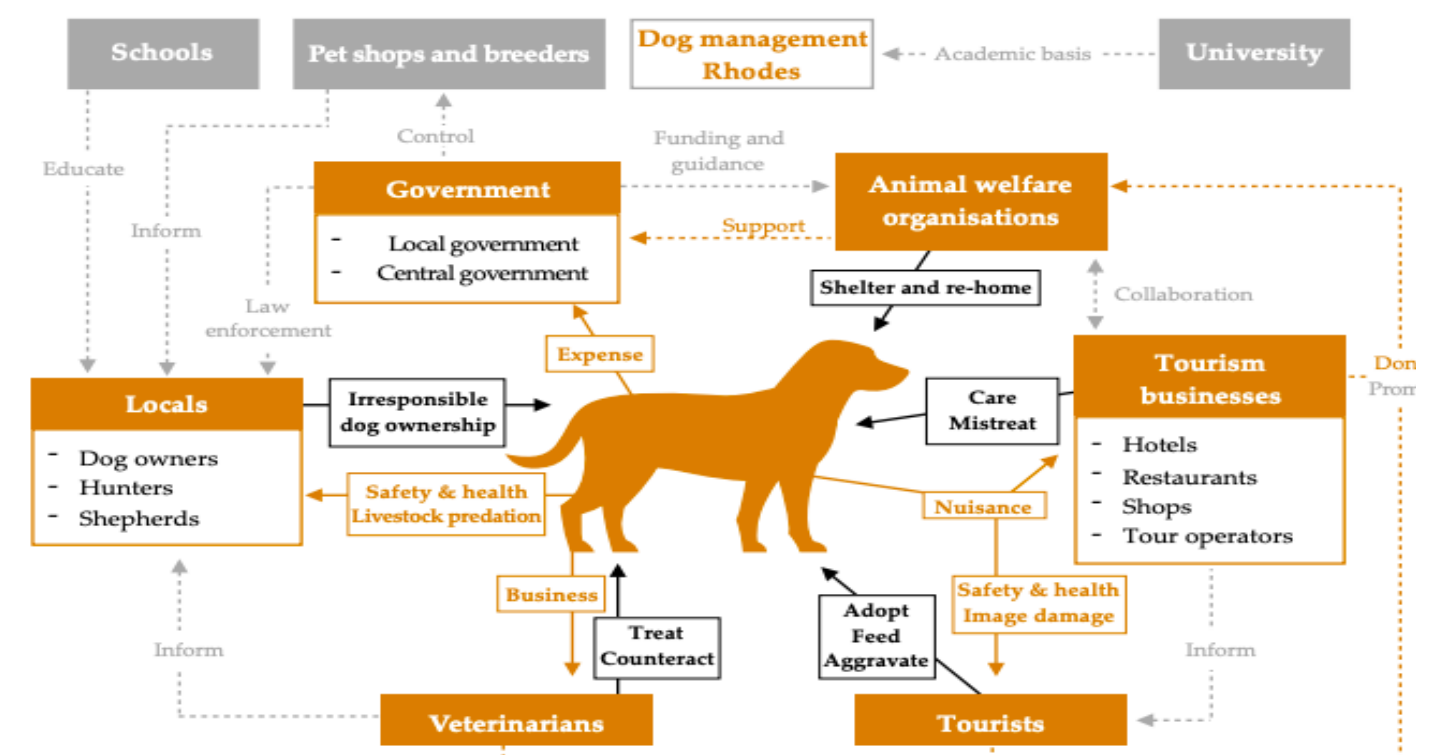 Schools
Pet shops and breeders
Dog management
Rhodes
Academic basis
University
Educate
Control
Funding and
guidance
Government
- Local government
- Central government
Animal welfare
organisations
Support
Inform
Shelter and re-home
Collaboration
Law
enforcement
Expense
Tourism
businesses
- Hotels
- Restaurants
- Shops
- Tour operators
Don
Prom
Locals
- Dog owners
- Hunters
- Shepherds
Irresponsible
dog ownership
Care
Mistreat
Safety & health
Livestock predation
Nuisance
Business
Treat
Counteract
Adopt
Feed
Aggravate
Safety & health
Image damage
Inform
Inform
Veterinarians
Tourists